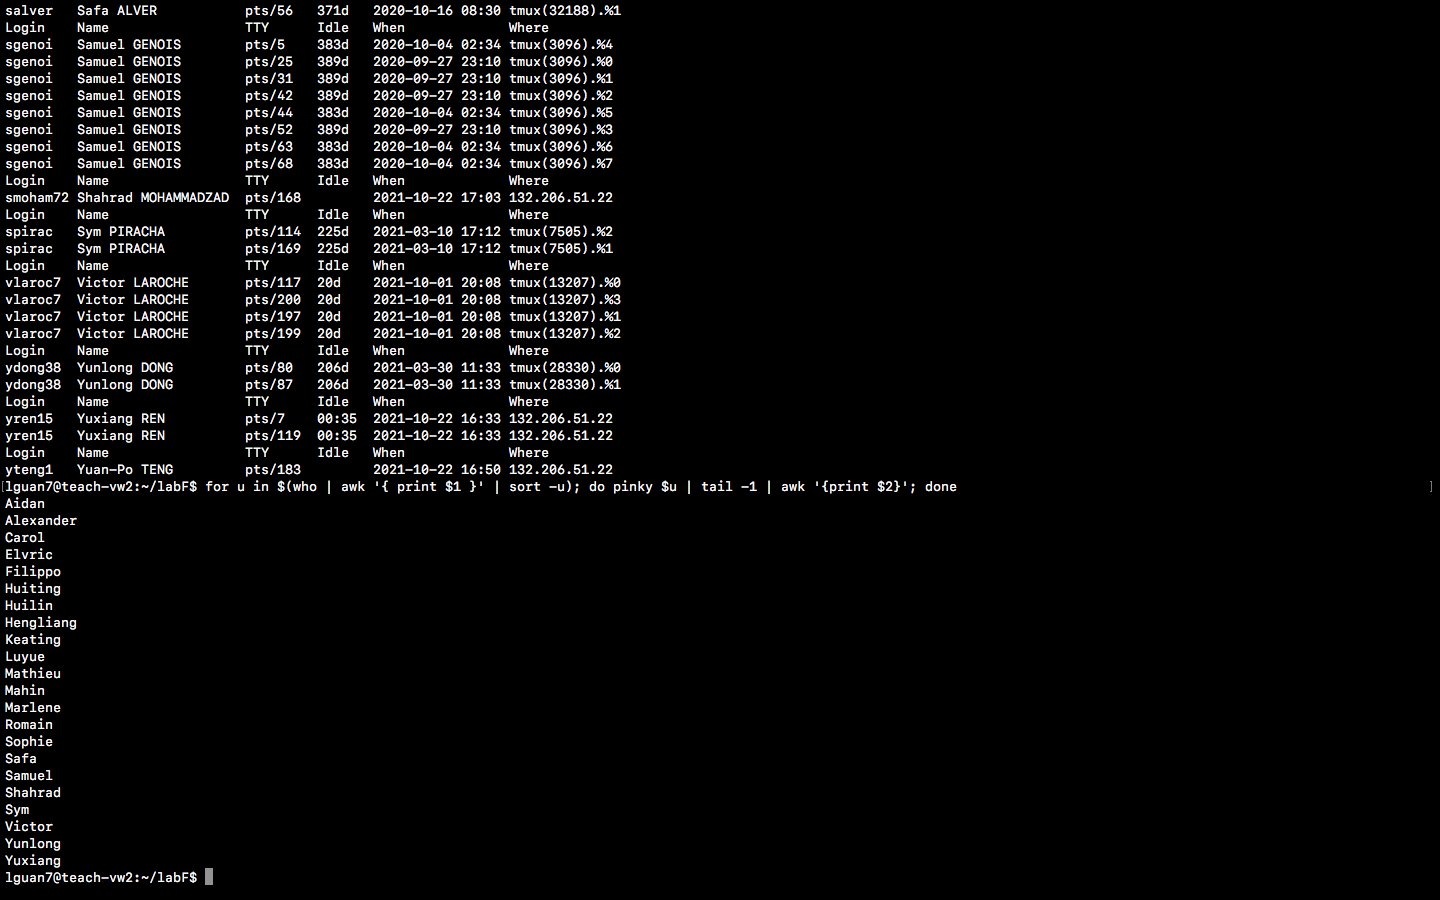 salver   Safa ALVER           pts/56   371d   2020-10-16 08:30 tmux(32188).%1
Login    Name                 TTY      Idle   When             Where
sgenoi   Samuel GENOIS        pts/5    383d   2020-10-04 02:34 tmux(3096).%4
sgenoi   Samuel GENOIS        pts/25   389d   2020-09-27 23:10 tmux(3096).%0
sgenoi   Samuel GENOIS        pts/31   389d   2020-09-27 23:10 tmux(3096).%1
sgenoi   Samuel GENOIS        pts/42   389d   2020-09-27 23:10 tmux(3096).%2
sgenoi   Samuel GENOIS        pts/44   383d   2020-10-04 02:34 tmux(3096).%5
sgenoi   Samuel GENOIS        pts/52   389d   2020-09-27 23:10 tmux(3096).%3
sgenoi   Samuel GENOIS        pts/63   383d   2020-10-04 02:34 tmux(3096).%6
sgenoi   Samuel GENOIS        pts/68   383d   2020-10-04 02:34 tmux(3096).%7
Login    Name                 TTY      Idle   When             Where
smoham72 Shahrad MOHAMMADZAD  pts/168         2021-10-22 17:03 132.206.51.22
Login    Name                 TTY      Idle   When             Where
spirac   Sym PIRACHA          pts/114  225d   2021-03-10 17:12 tmux(7505).%2
spirac   Sym PIRACHA          pts/169  225d   2021-03-10 17:12 tmux(7505).%1
Login    Name                 TTY      Idle   When             Where
vlaroc7  Victor LAROCHE       pts/117  20d    2021-10-01 20:08 tmux(13207).%0
vlaroc7  Victor LAROCHE       pts/200  20d    2021-10-01 20:08 tmux(13207).%3
vlaroc7  Victor LAROCHE       pts/197  20d    2021-10-01 20:08 tmux(13207).%1
vlaroc7  Victor LAROCHE       pts/199  20d    2021-10-01 20:08 tmux(13207).%2
Login    Name                 TTY      Idle   When             Where
ydong38  Yunlong DONG         pts/80   206d   2021-03-30 11:33 tmux(28330).%0
ydong38  Yunlong DONG         pts/87   206d   2021-03-30 11:33 tmux(28330).%1
Login    Name                 TTY      Idle   When             Where
yren15   Yuxiang REN          pts/7    00:35  2021-10-22 16:33 132.206.51.22
yren15   Yuxiang REN          pts/119  00:35  2021-10-22 16:33 132.206.51.22
Login    Name                 TTY      Idle   When             Where
yteng1   Yuan-Po TENG         pts/183         2021-10-22 16:50 132.206.51.22
[lguan7@teach-vw2:~/labF$ for u in $(who | awk '{ print $1 }' | sort -u); do pinky $u | tail -1 | awk '{print $2}'; done ]
Aidan
Alexander
Carol
Elvric
Filippo
Huiting
Huilin
Hengliang
Keating
Luyue
Mathieu
Mahin
Marlene
Romain
Sophie
Safa
Samuel
Shahrad
Sym
Victor
Yunlong
Yuxiang
lguan7@teach-vw2:~/labF$